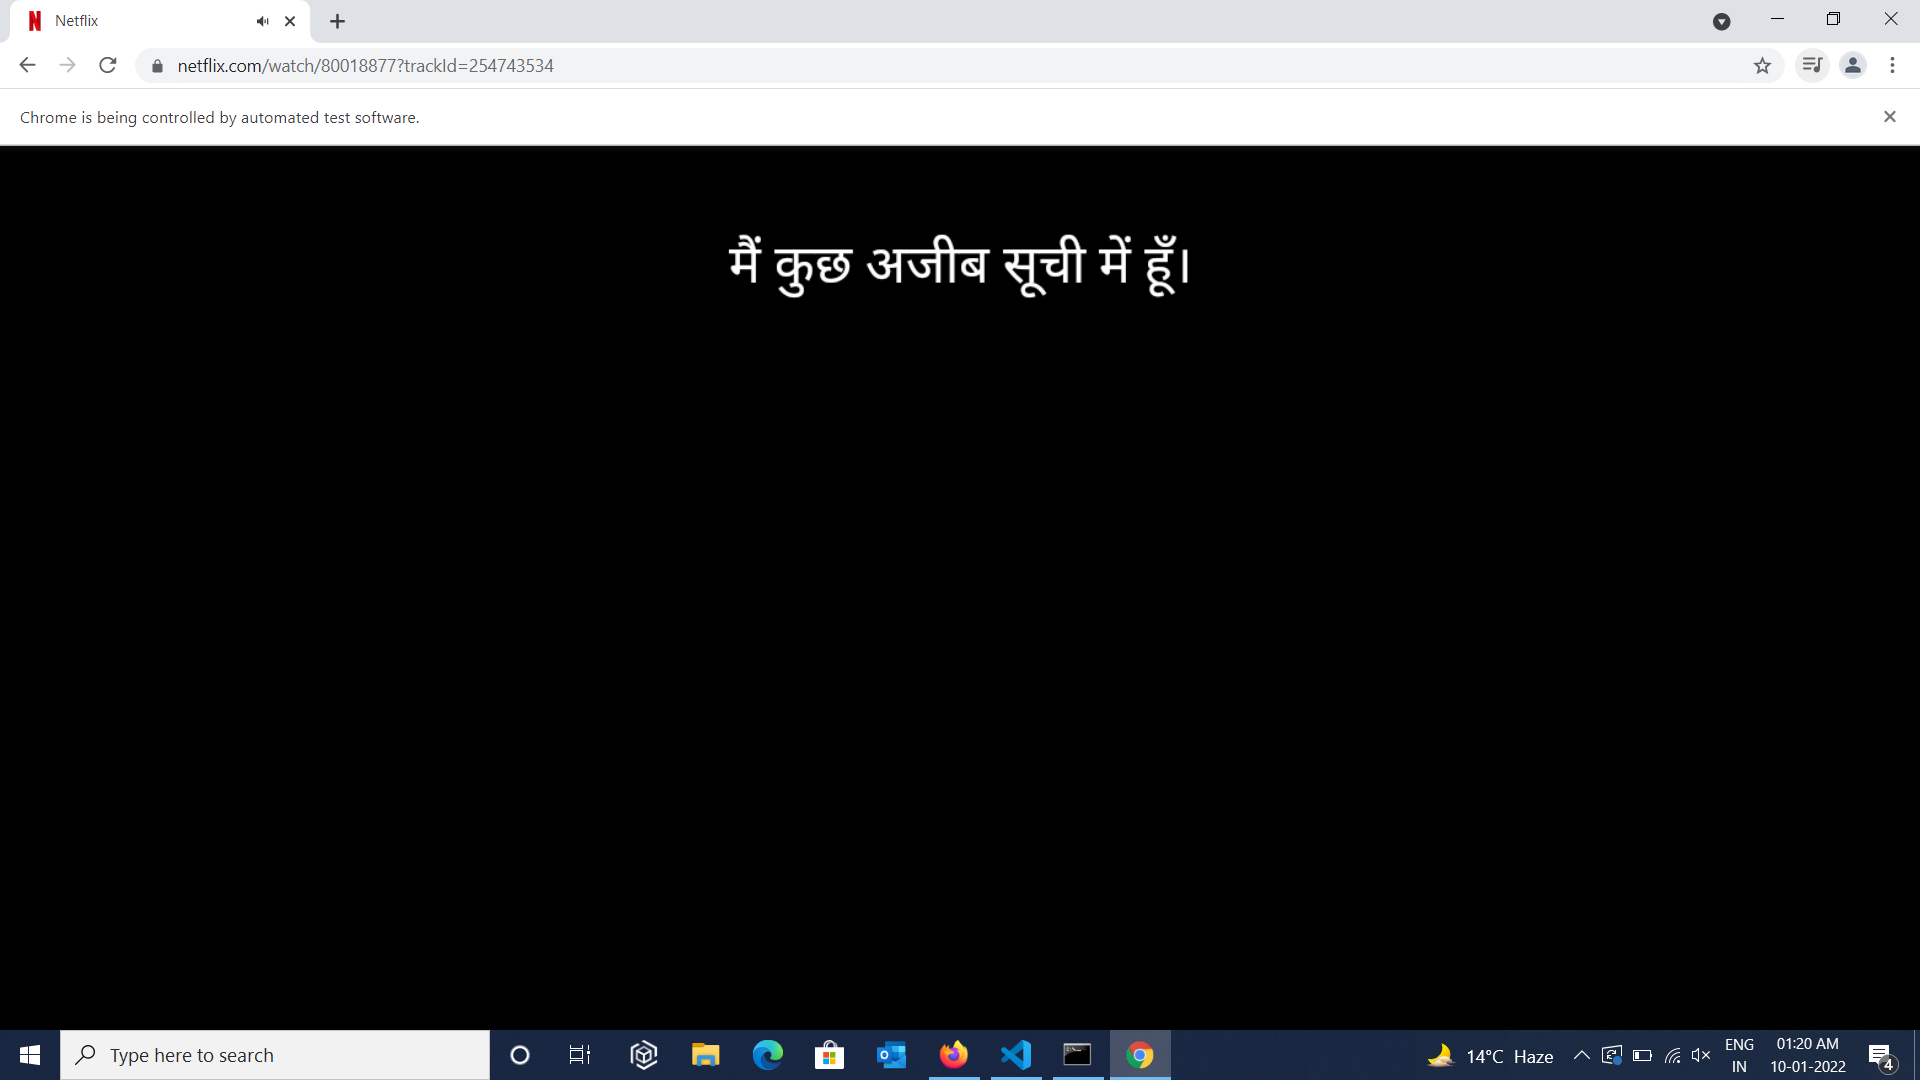 Netflix
netflix.com/watch/80018877?trackId=254743534
Chrome is being controlled by automated test software.
मैं कुछ अजीब सूची में हूँ।
Type here to search
14°C Haze
ENG
IN
01:20 AM
10-01-2022
4